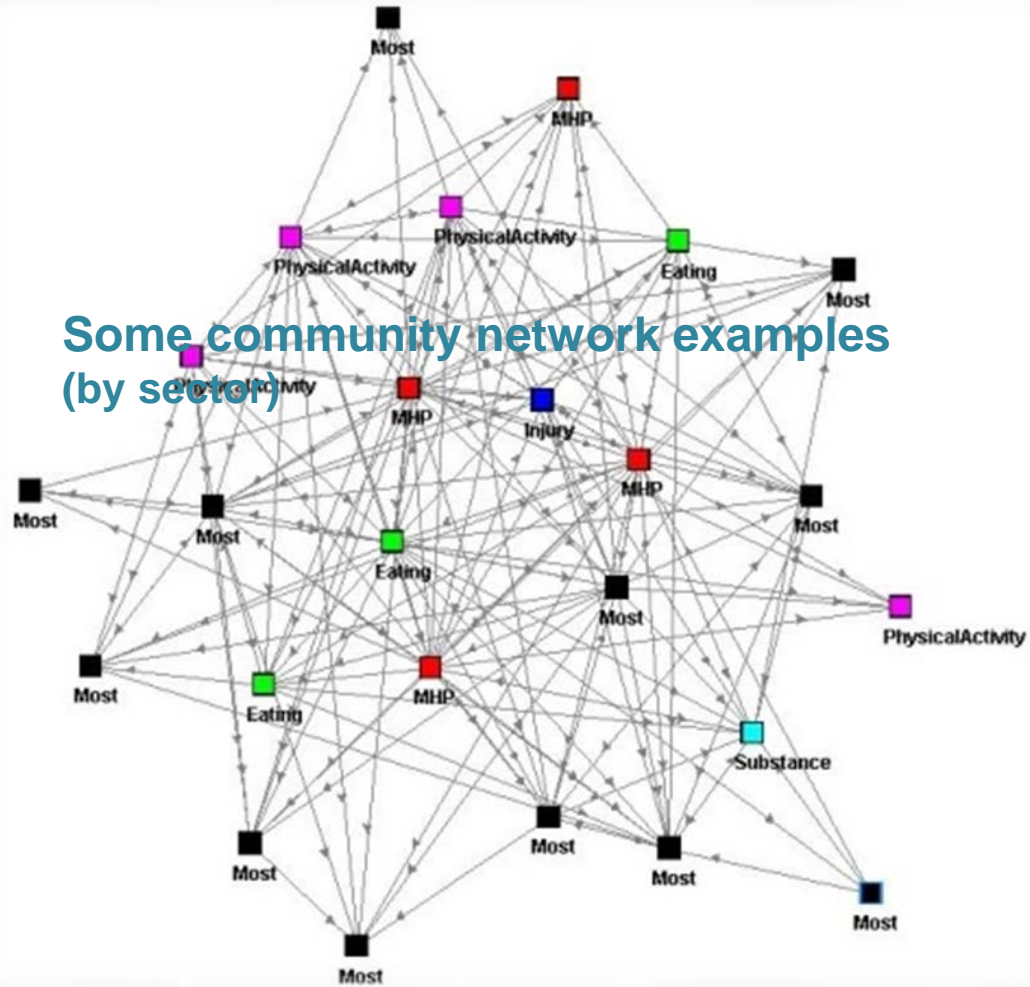 Most
MHP
PhysicalActivity
PhysicalActivity
Eating
Most
Some community network examples
(by sector)
PhysicalActivity
MHP
Injury
MHP
Most
Most
Most
Eating
Most
PhysicalActivity
Most
Eating
MHP
Substance
Most
Most
Most
Most
Most